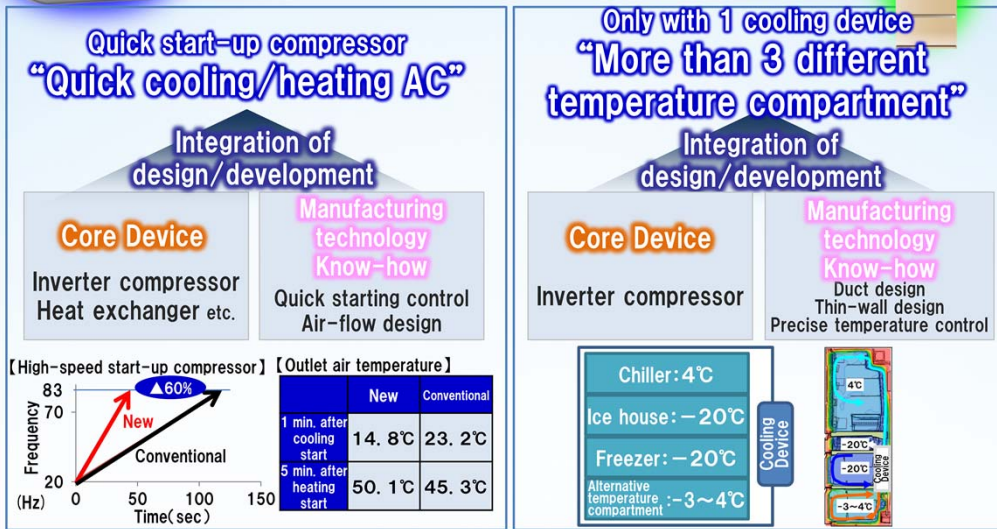 Quick start-up compressor
“Quick cooling/heating AC”
Integration of
design/development
Core Device
Inverter compressor
Heat exchanger etc.
Manufacturing
technology
Know-how
Quick starting control
Air-flow design
【High-speed start-up compressor】
83
70
20
Frequency
(Hz)
▲60%
New
Conventional
0 50 100 150
Time(sec)
【Outlet air temperature】
New Conventional
1 min. after
cooling
start
14. 8℃ 23. 2℃
5 min. after
heating
start
50. 1℃ 45. 3℃
Only with 1 cooling device
“More than 3 different
temperature compartment”
Integration of
design/development
Core Device
Inverter compressor
Manufacturing
technology
Know-how
Duct design
Thin-wall design
Precise temperature control
Chiller:4℃
Ice house:−20℃
Freezer:−20℃
Alternative
temperature
compartment
:-3~4℃
Cooling
Device
4℃
-20℃
-20℃
-3~4℃
Cooling
Device